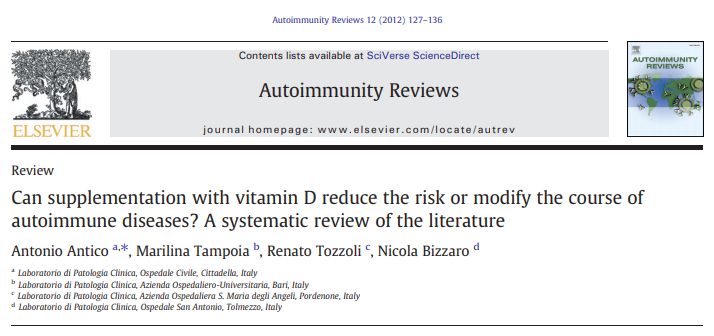 Autoimmunity Reviews 12 (2012) 127–136
Contents lists available at SciVerse ScienceDirect
Autoimmunity Reviews
journal homepage: www.elsevier.com/locate/autrev
ELSEVIER
AUTOIMMUNITY
REVIEWS
Review
Can supplementation with vitamin D reduce the risk or modify the course of
autoimmune diseases? A systematic review of the literature
Antonio Antico a,*, Marilina Tampoia b, Renato Tozzoli c, Nicola Bizzaro d
a Laboratorio di Patologia Clinica, Ospedale Civile, Cittadella, Italy
b Laboratorio di Patologia Clinica, Azienda Ospedaliero-Universitaria, Bari, Italy
c Laboratorio di Patologia Clinica, Azienda Ospedaliera S. Maria degli Angeli, Pordenone, Italy
d Laboratorio di Patologia Clinica, Ospedale San Antonio, Tolmezzo, Italy